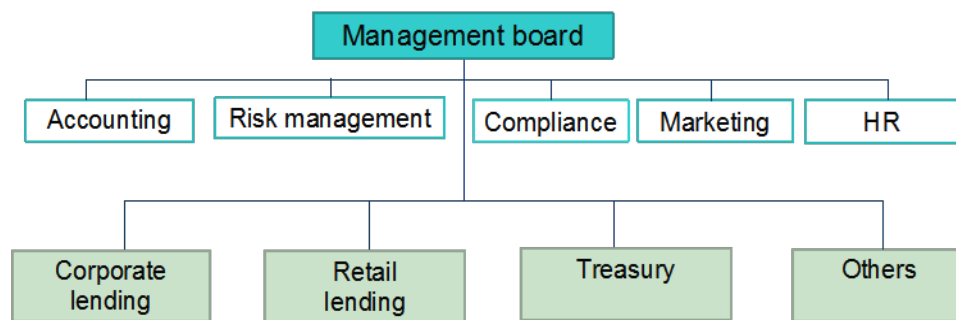 Management board
Accounting
Risk management
Compliance
Marketing
HR
Corporate
lending
Retail
lending
Treasury
Others